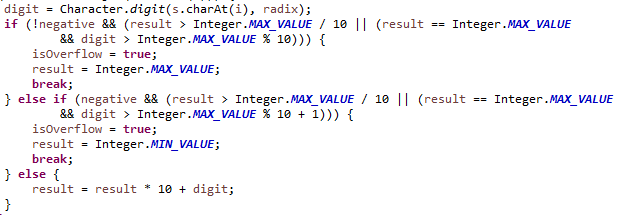 digit = Character.digit(s.charAt(i), radix);
if (!negative && (result > Integer.MAX_VALUE / 10 || (result == Integer.MAX_VALUE
        && digit > Integer.MAX_VALUE % 10))) {
    isOverflow = true;
    result = Integer.MAX_VALUE;
    break;
} else if (negative && (result > Integer.MAX_VALUE / 10 || (result == Integer.MAX_VALUE
        && digit > Integer.MAX_VALUE % 10 + 1))) {
    isOverflow = true;
    result = Integer.MIN_VALUE;
    break;
} else {
    result = result * 10 + digit;
}